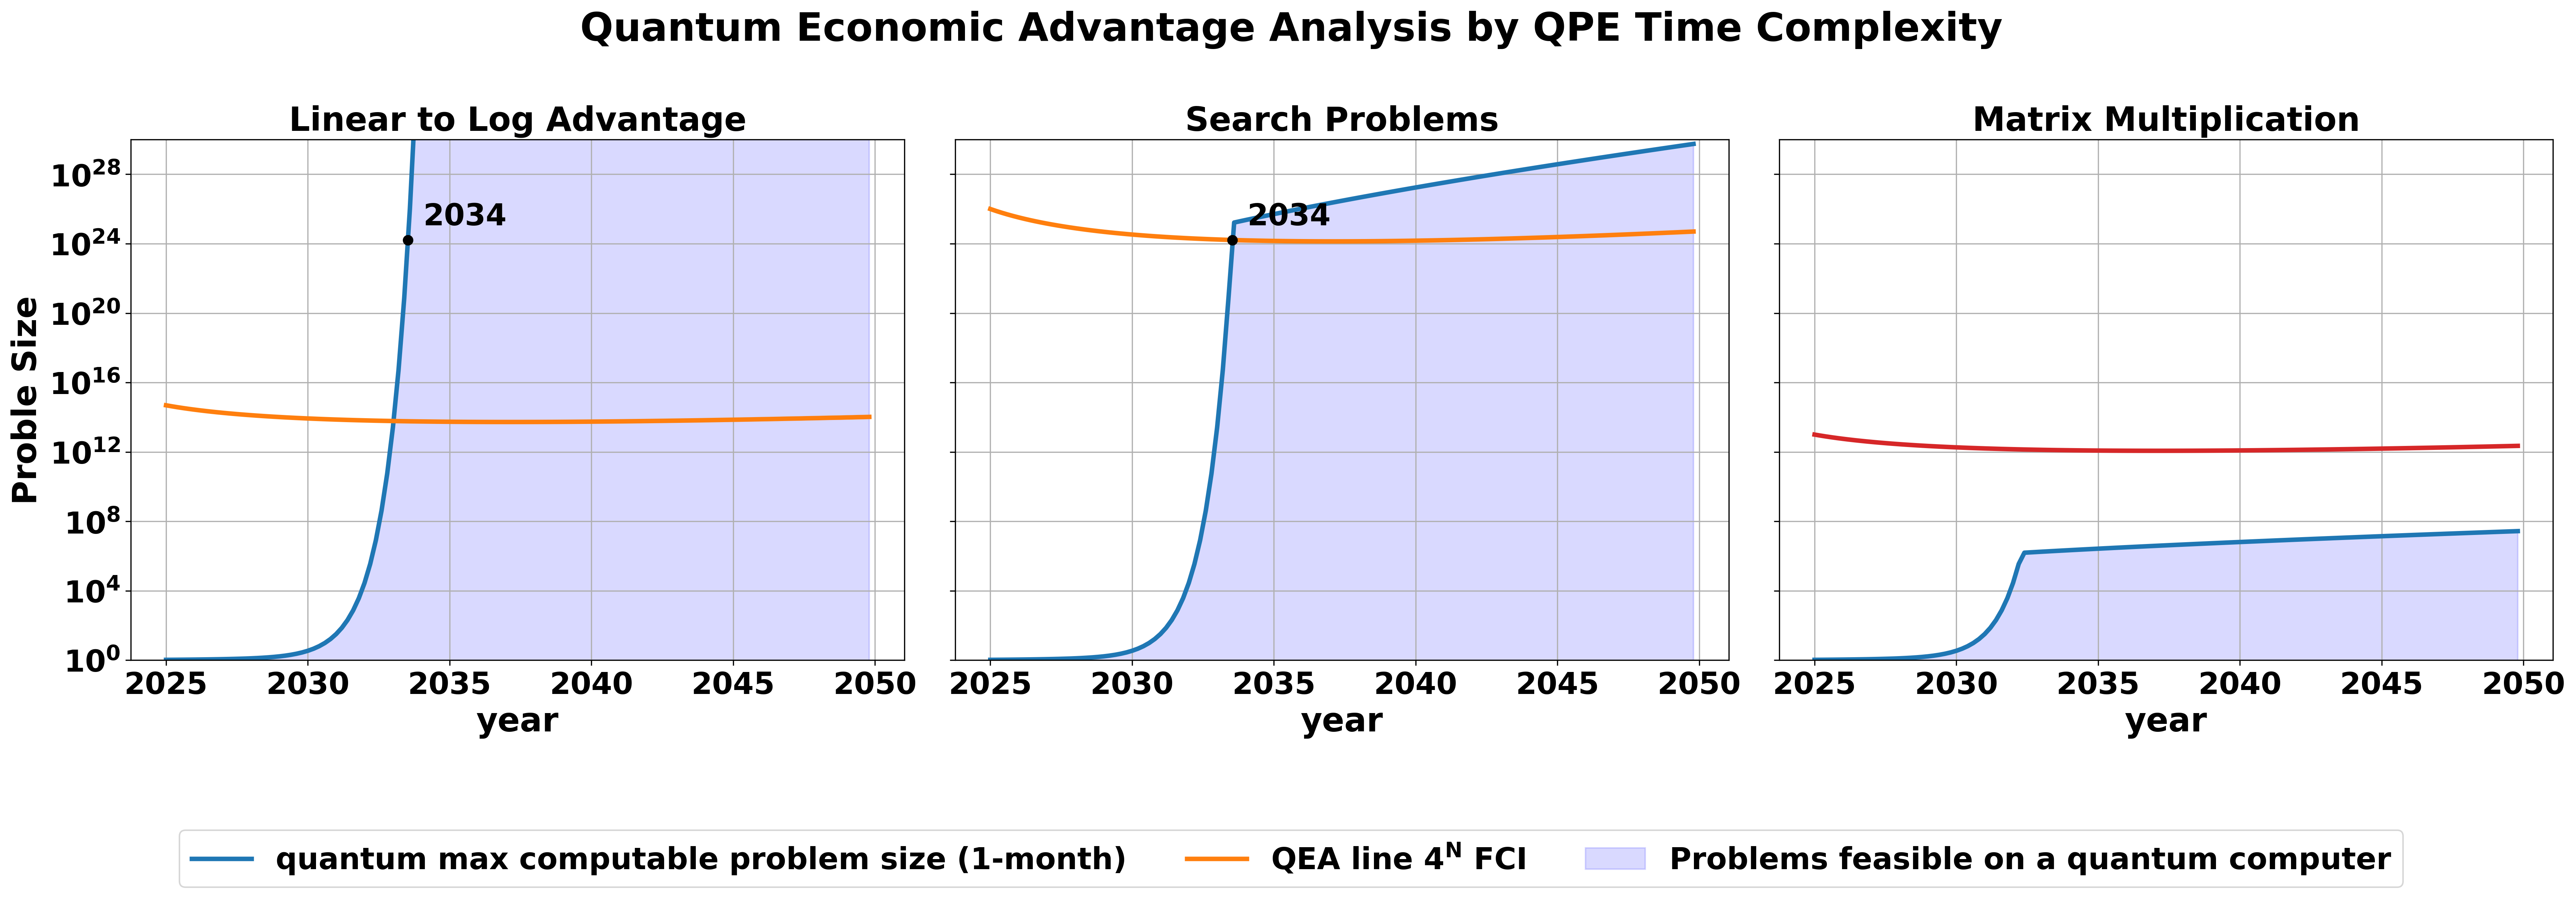 Quantum Economic Advantage Analysis by QPE Time Complexity
Linear to Log Advantage
Search Problems
Matrix Multiplication
Proble Size
10^28
10^24
10^20
10^16
10^12
10^8
10^4
10^0
2034
2034
2025 2030 2035 2040 2045 2050
2025 2030 2035 2040 2045 2050
2025 2030 2035 2040 2045 2050
year
year
year
quantum max computable problem size (1-month)
QEA line 4^N FCI
Problems feasible on a quantum computer